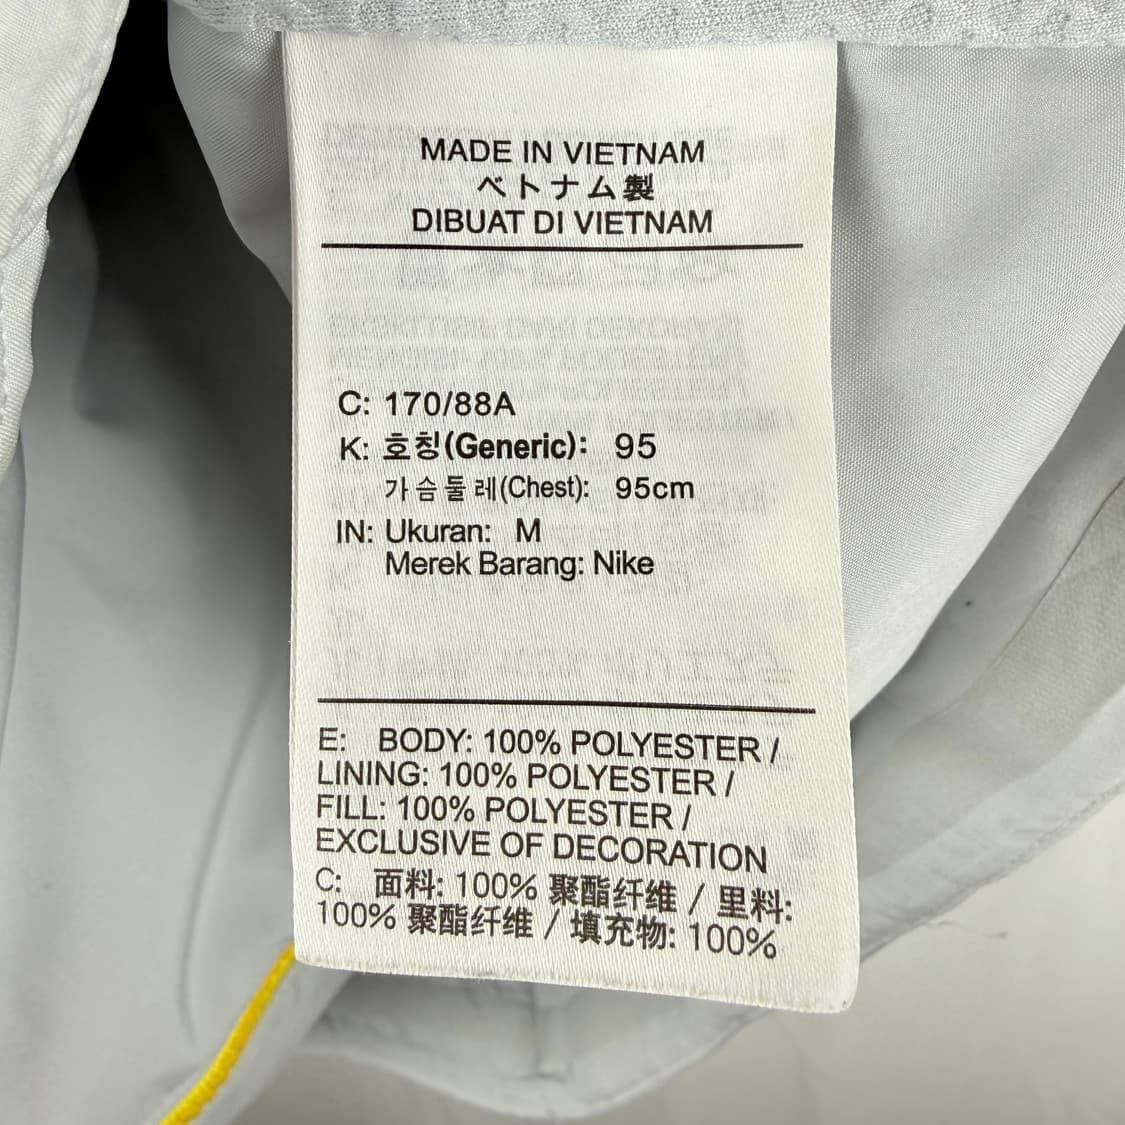 MADE IN VIETNAM
ベトナム製
DIBUAT DI VIETNAM
C: 170/88A
K: 호칭(Generic): 95
가슴둘레(Chest): 95cm
IN: Ukuran: M
Merek Barang: Nike
E: BODY: 100% POLYESTER /
LINING: 100% POLYESTER /
FILL: 100% POLYESTER /
EXCLUSIVE OF DECORATION
C: 面料: 100% 聚酯纤维 / 里料:
100% 聚酯纤维 / 填充物: 100%